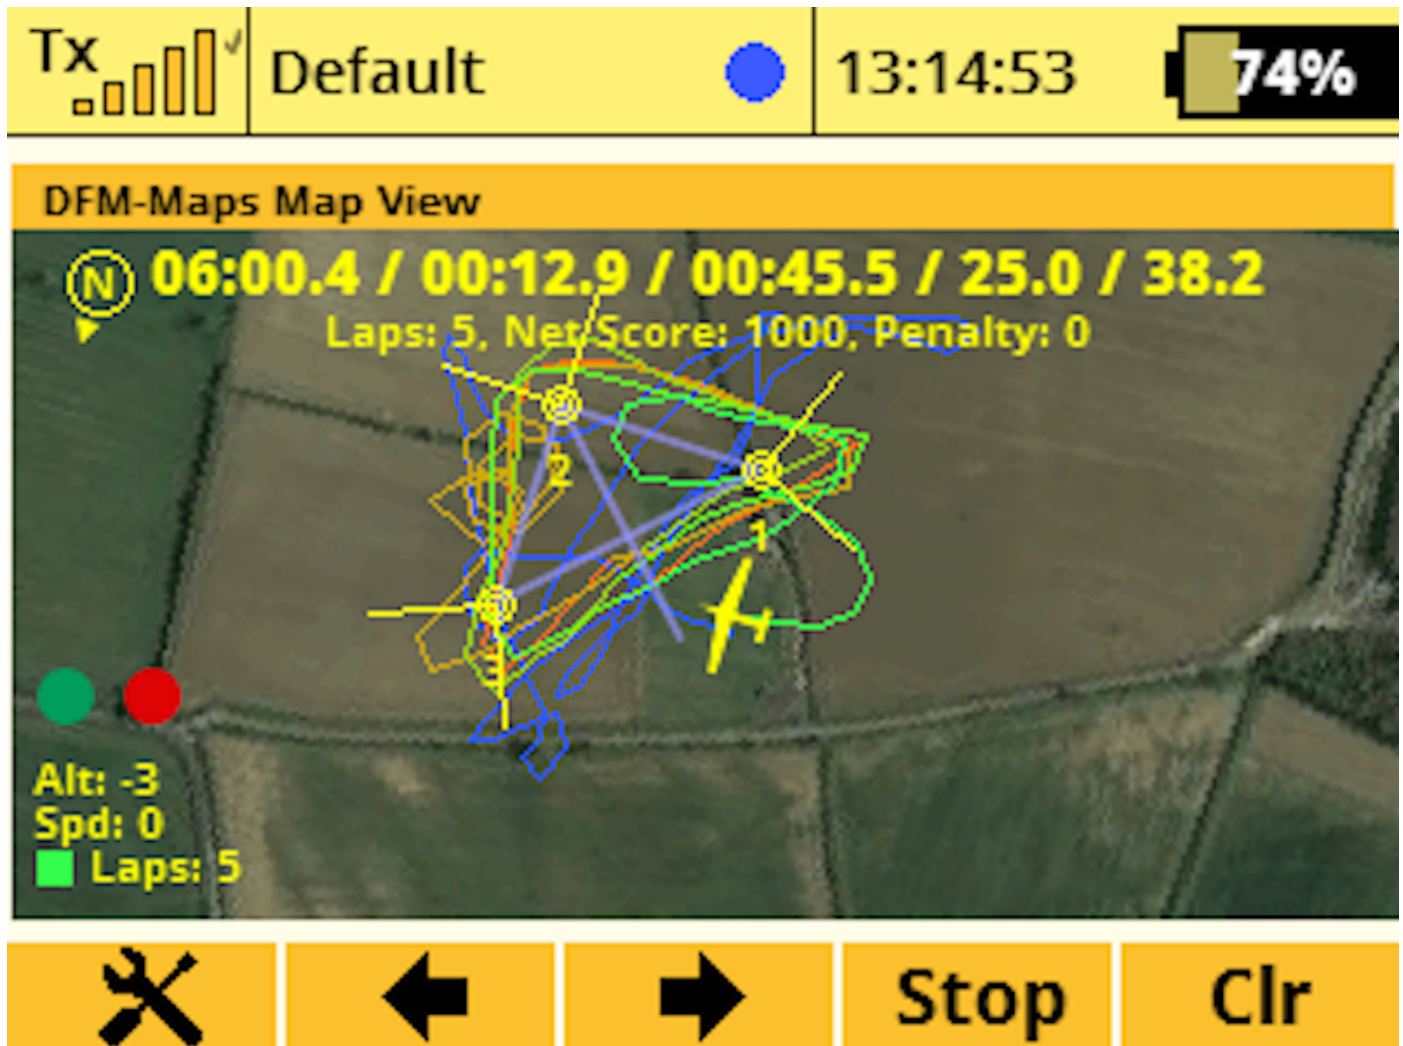 Tx Default 13:14:53 74%
DFM-Maps Map View
N 06:00.4 / 00:12.9 / 00:45.5 / 25.0 / 38.2
Laps: 5, Net Score: 1000, Penalty: 0
2
1
3
Alt: -3
Spd: 0
Laps: 5
Stop Clr